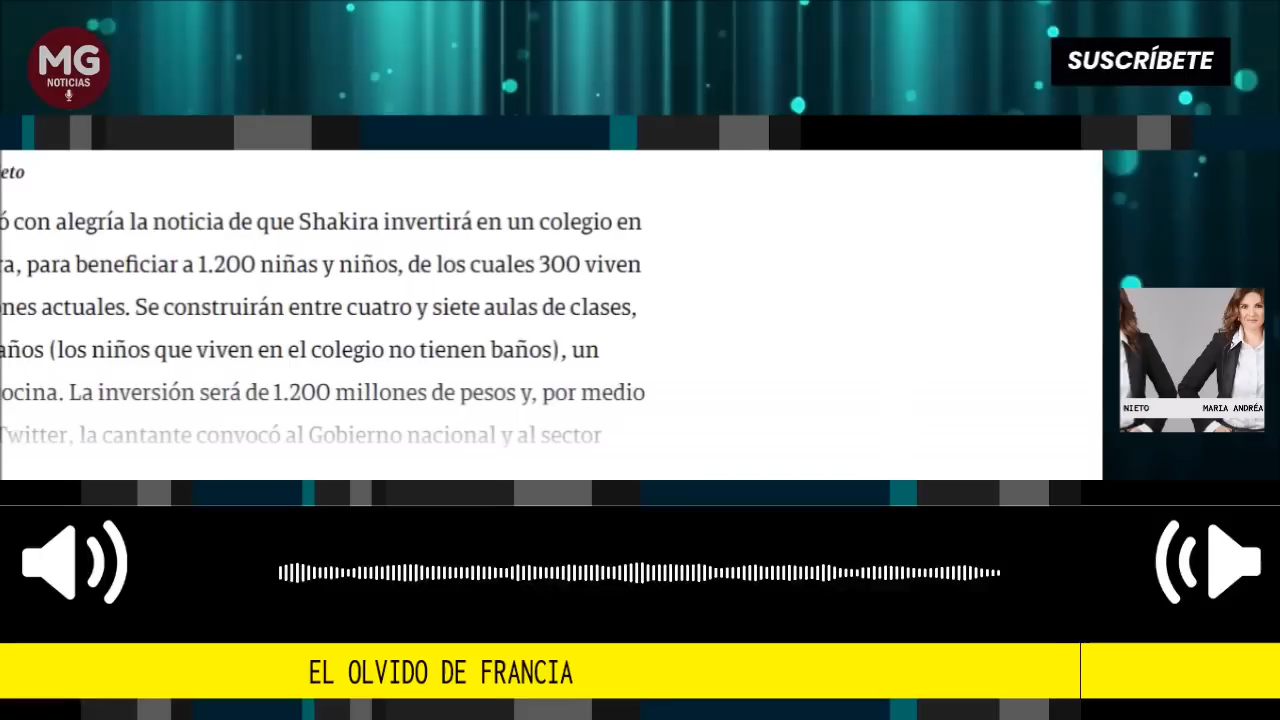 MG
NOTICIAS
SUSCRÍBETE
eto
ó con alegría la noticia de que Shakira invertirá en un colegio en
ra, para beneficiar a 1.200 niñas y niños, de los cuales 300 viven
nes actuales. Se construirán entre cuatro y siete aulas de clases,
años (los niños que viven en el colegio no tienen baños), un
ocina. La inversión será de 1.200 millones de pesos y, por medio
Twitter, la cantante convocó al Gobierno nacional y al sector
NIETO MARIA ANDRÉA
EL OLVIDO DE FRANCIA